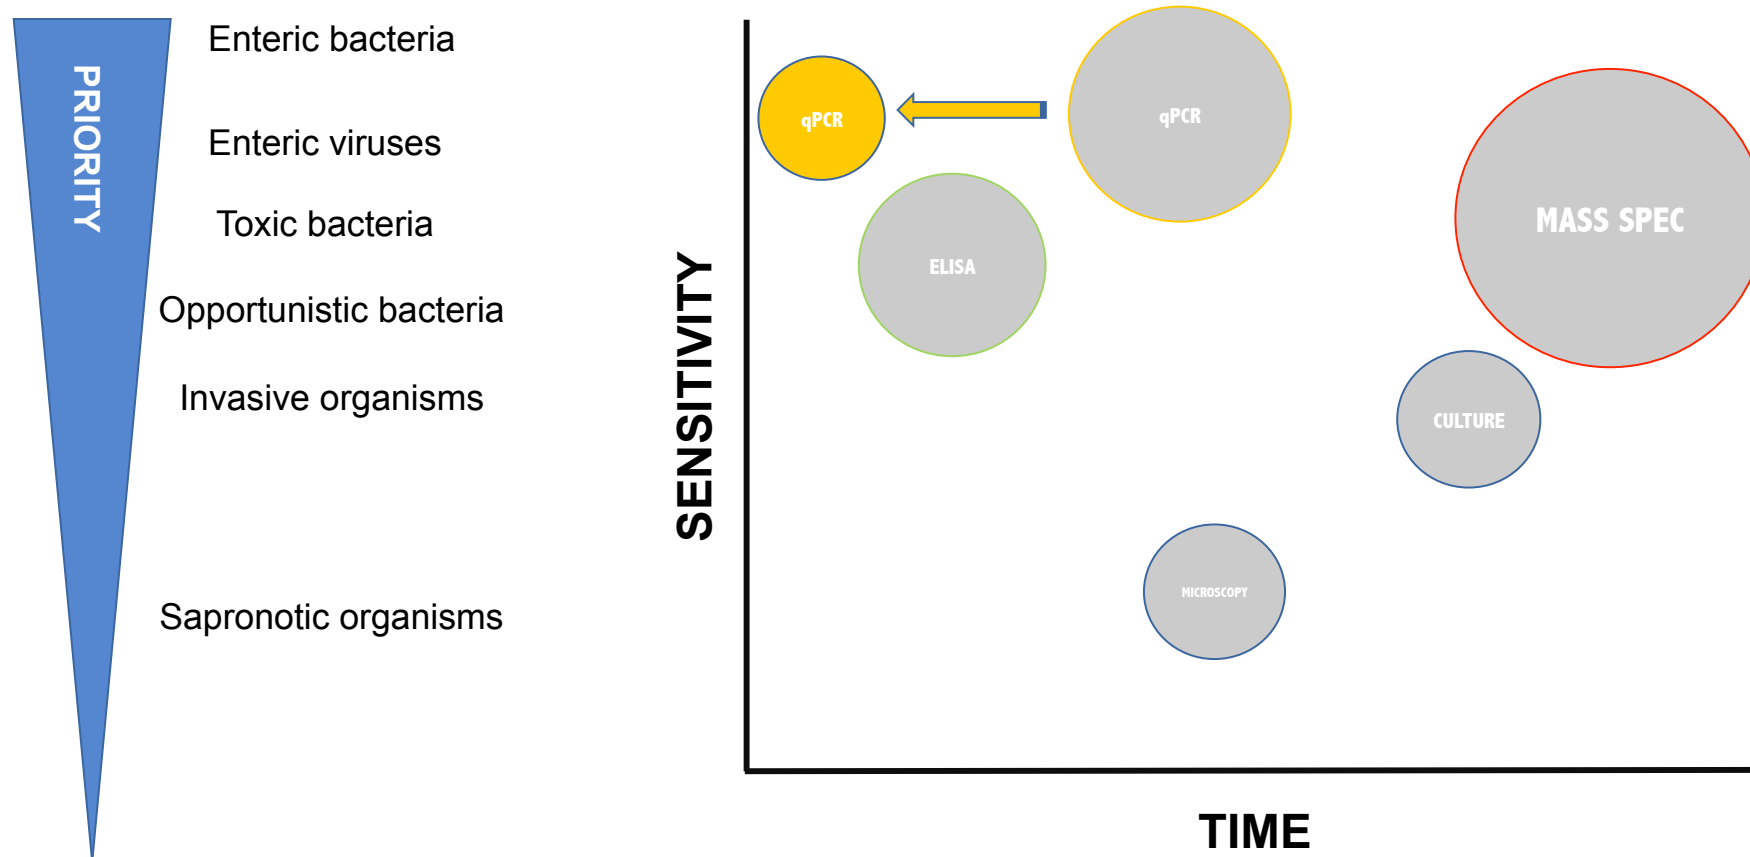 PRIORITY
Enteric bacteria
Enteric viruses
Toxic bacteria
Opportunistic bacteria
Invasive organisms
Sapronotic organisms
SENSITIVITY
qPCR
qPCR
ELISA
MASS SPEC
CULTURE
MICROSCOPY
TIME